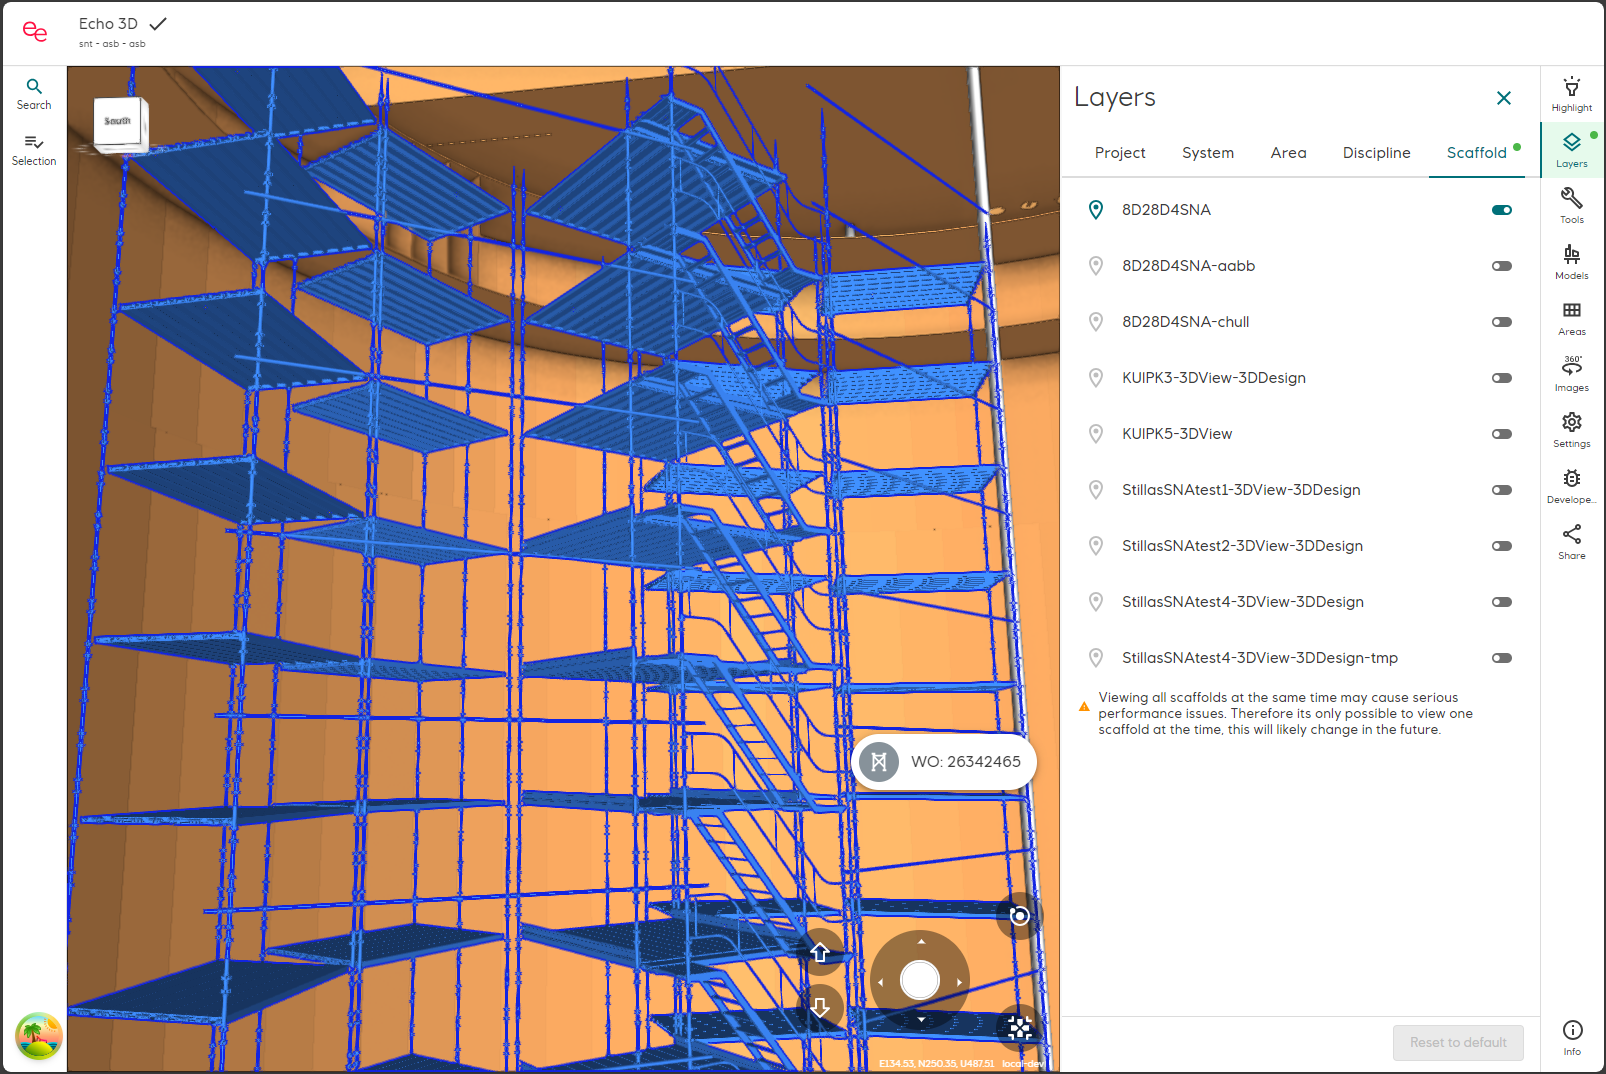 Echo 3D
snt - asb - asb
Search
Selection
South
WO: 26342465
E134.53, N250.35, U487.51 local-dev
Layers
Project System Area Discipline Scaffold
8D28D4SNA
8D28D4SNA-aabb
8D28D4SNA-chull
KUIPK3-3DView-3DDesign
KUIPK5-3DView
StillasSNAtest1-3DView-3DDesign
StillasSNAtest2-3DView-3DDesign
StillasSNAtest4-3DView-3DDesign
StillasSNAtest4-3DView-3DDesign-tmp
Viewing all scaffolds at the same time may cause serious
performance issues. Therefore its only possible to view one
scaffold at the time, this will likely change in the future.
Reset to default
Highlight
Layers
Tools
Models
Areas
360°
Images
Settings
Develope...
Share
Info